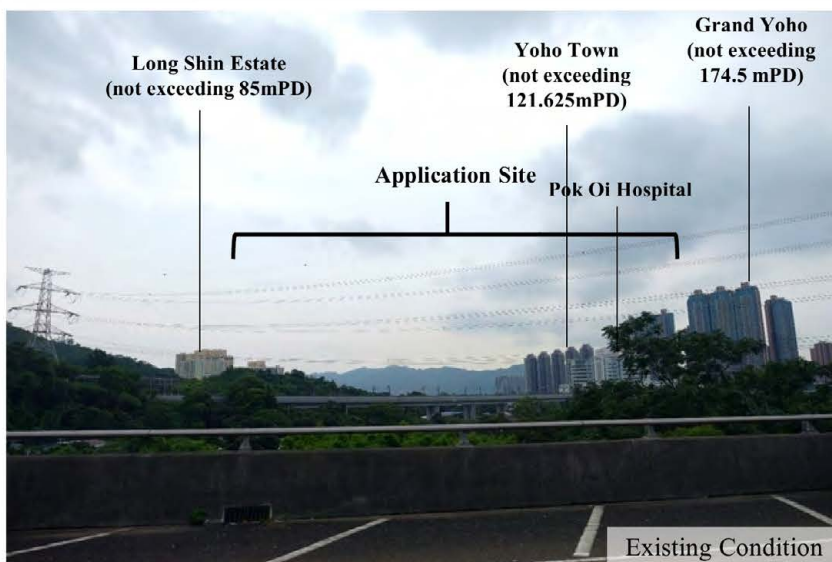 Long Shin Estate
(not exceeding 85mPD)
Yoho Town
(not exceeding
121.625mPD)
Grand Yoho
(not exceeding
174.5 mPD)
Application Site
Pok Oi Hospital
Existing Condition